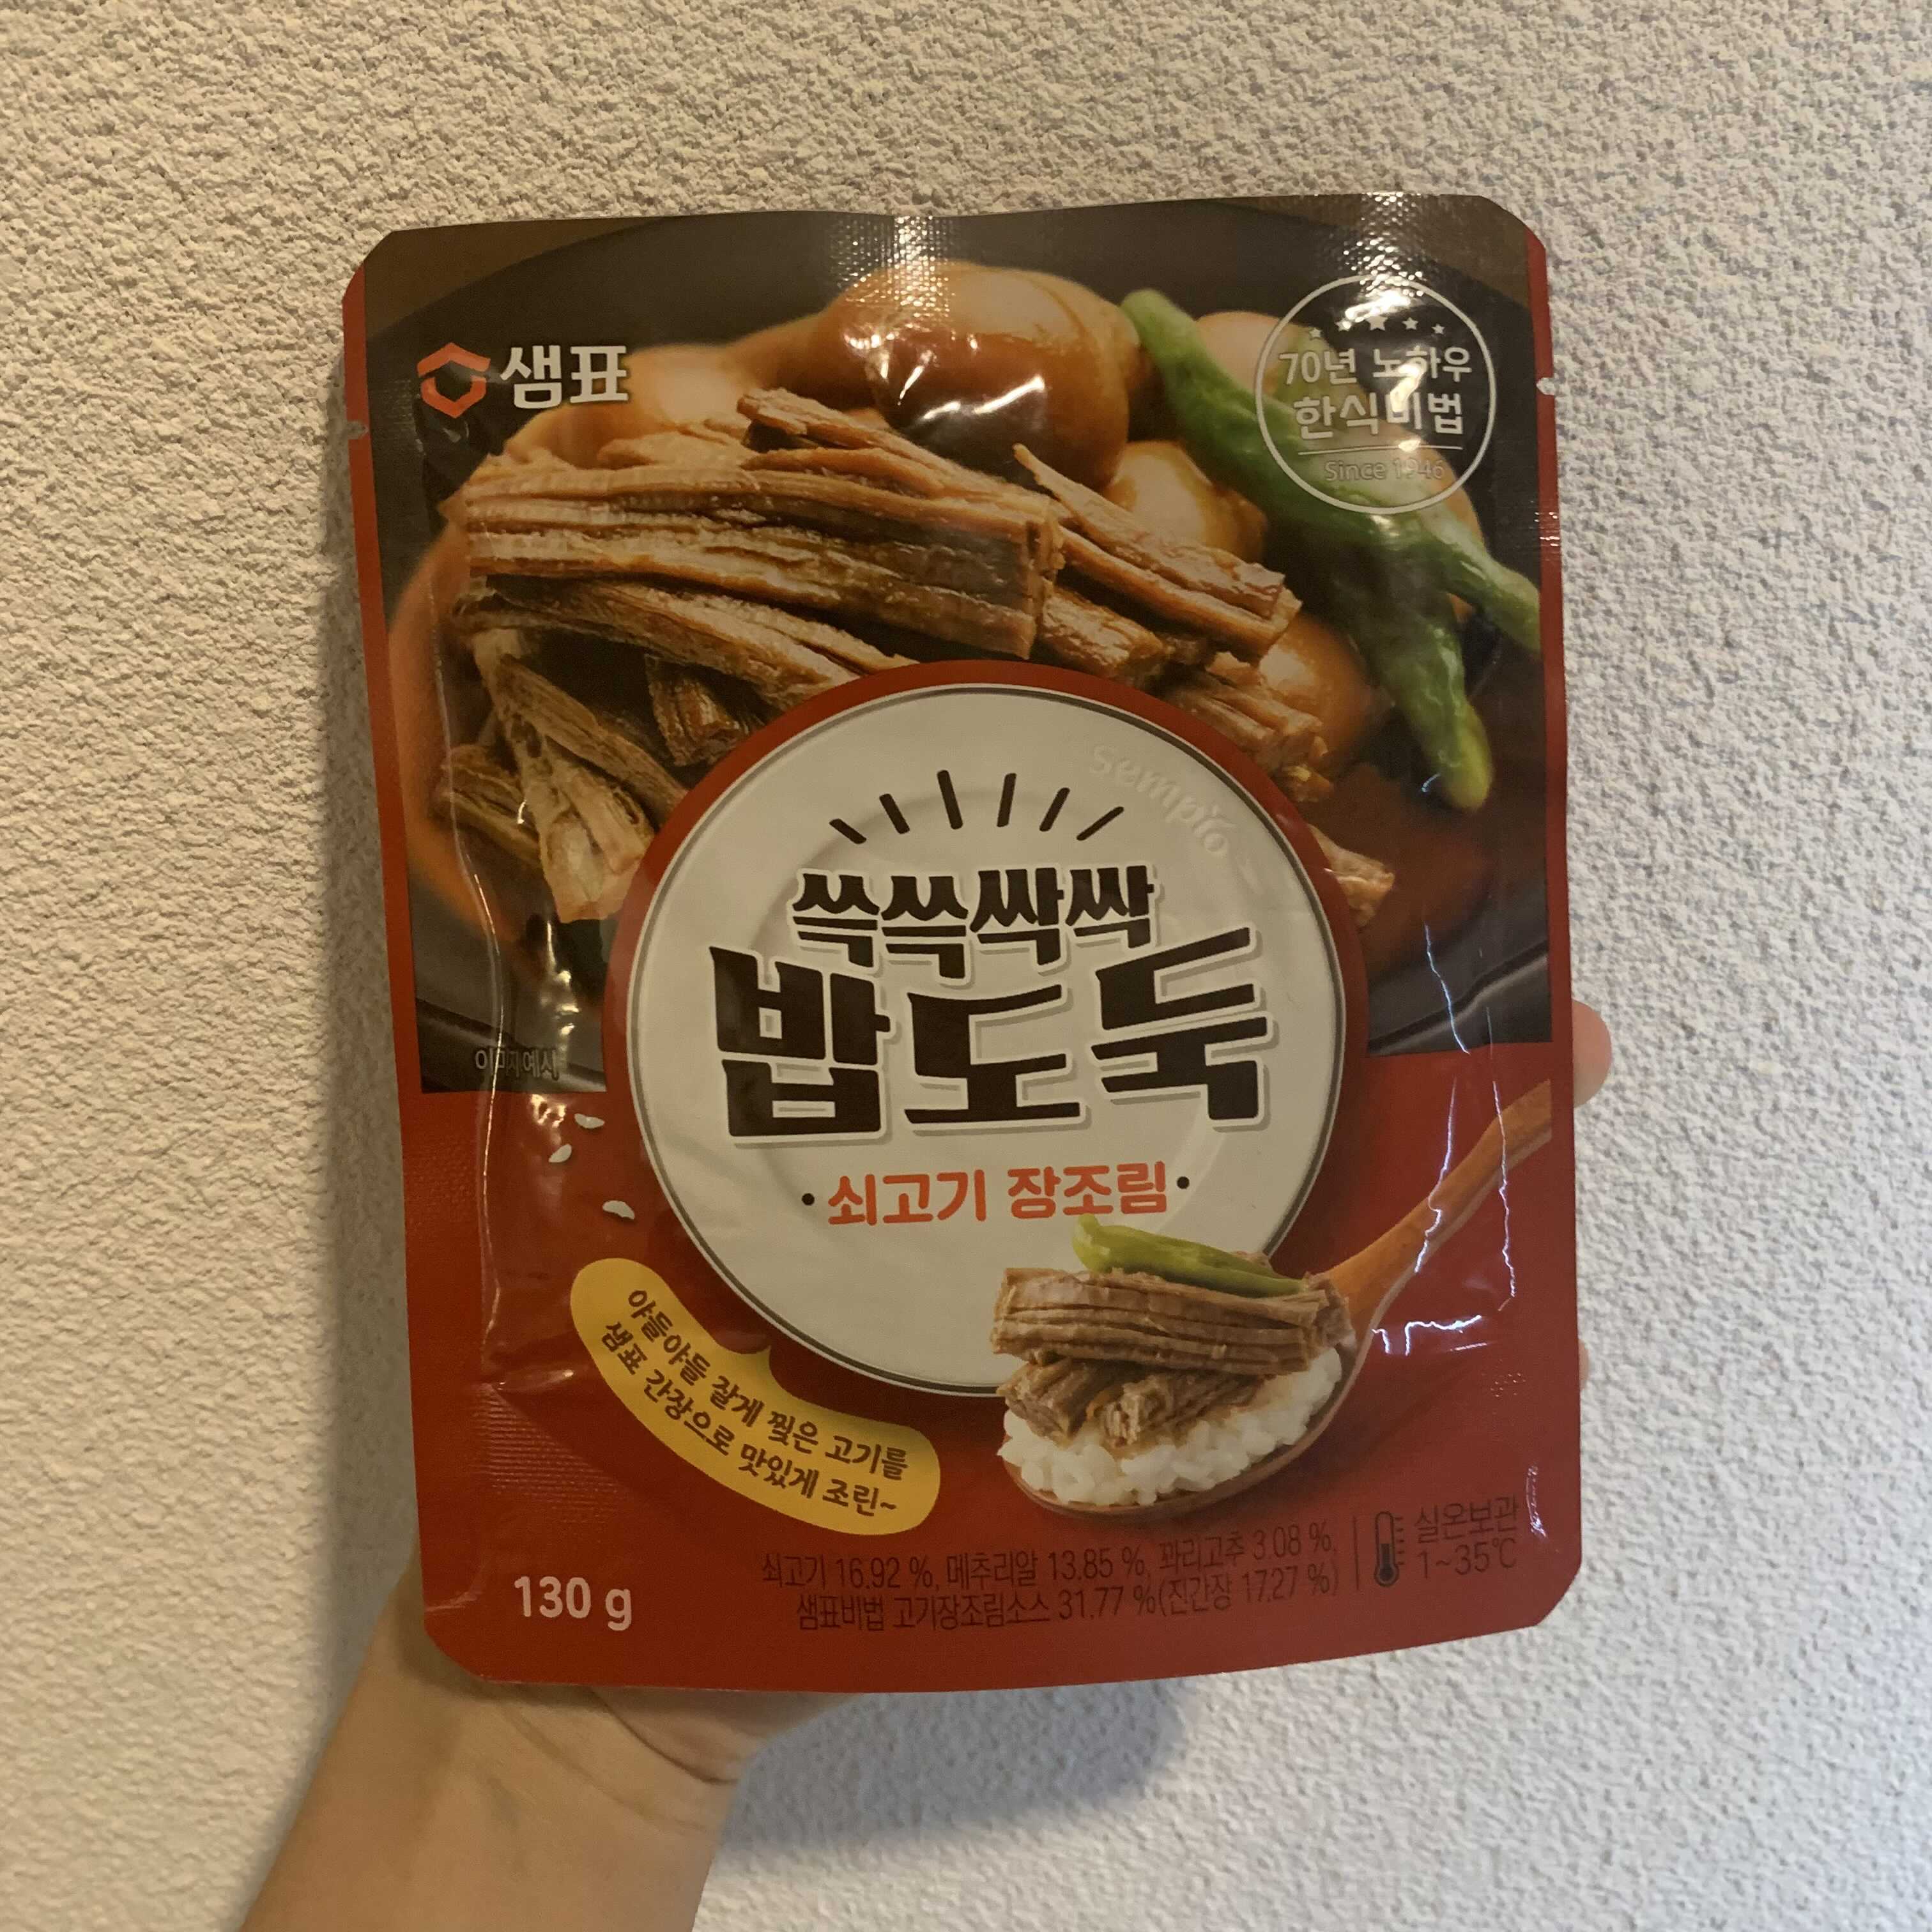 샘표
70년 노하우
한식비법
Since 1946
sempio
쓱쓱싹싹
밥도둑
·쇠고기 장조림·
이미지 예시
야들야들 잘게 찢은 고기를
샘표 간장으로 맛있게 조린~
130 g
쇠고기 16.92 %, 메추리알 13.85 %, 꽈리고추 3.08 %,
샘표비법 고기장조림소스 31.77 %(진간장 17.27 %)
실온보관
1~35℃